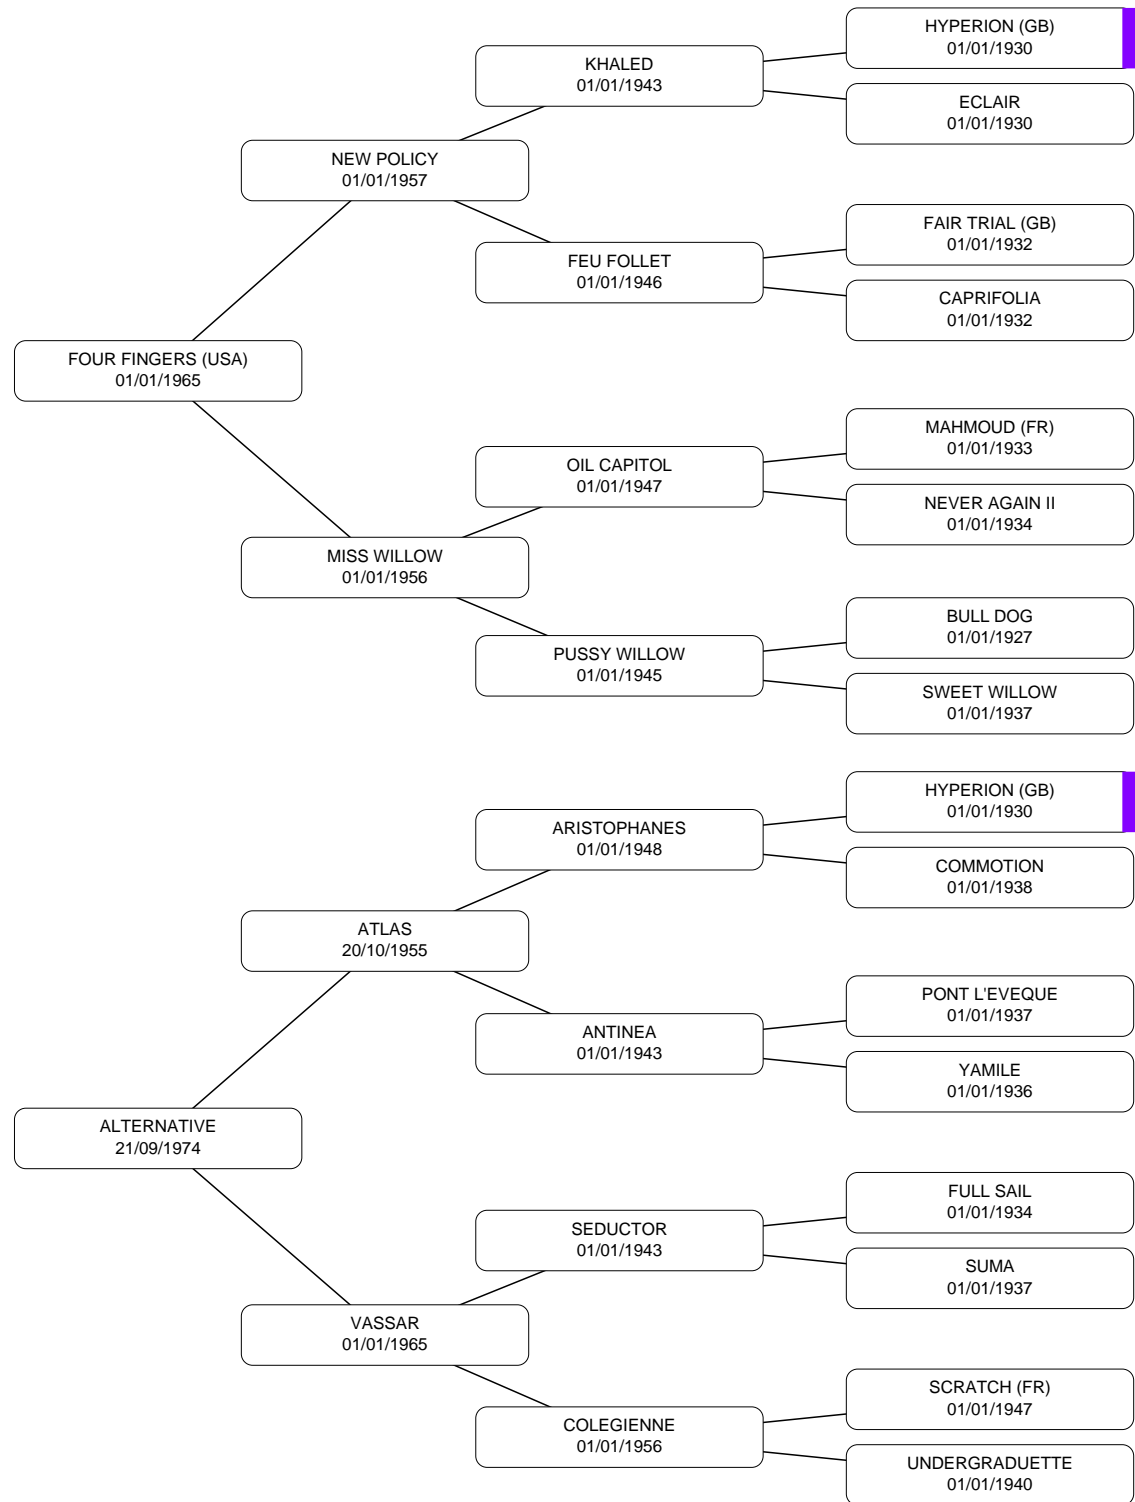 HYPERION (GB)
01/01/1930
KHALED
01/01/1943
ECLAIR
01/01/1930
NEW POLICY
01/01/1957
FAIR TRIAL (GB)
01/01/1932
FEU FOLLET
01/01/1946
CAPRIFOLIA
01/01/1932
FOUR FINGERS (USA)
01/01/1965
MAHMOUD (FR)
01/01/1933
OIL CAPITOL
01/01/1947
NEVER AGAIN II
01/01/1934
MISS WILLOW
01/01/1956
BULL DOG
01/01/1927
PUSSY WILLOW
01/01/1945
SWEET WILLOW
01/01/1937
HYPERION (GB)
01/01/1930
ARISTOPHANES
01/01/1948
COMMOTION
01/01/1938
ATLAS
20/10/1955
PONT L'EVEQUE
01/01/1937
ANTINEA
01/01/1943
YAMILE
01/01/1936
ALTERNATIVE
21/09/1974
FULL SAIL
01/01/1934
SEDUCTOR
01/01/1943
SUMA
01/01/1937
VASSAR
01/01/1965
SCRATCH (FR)
01/01/1947
COLEGIENNE
01/01/1956
UNDERGRADUETTE
01/01/1940